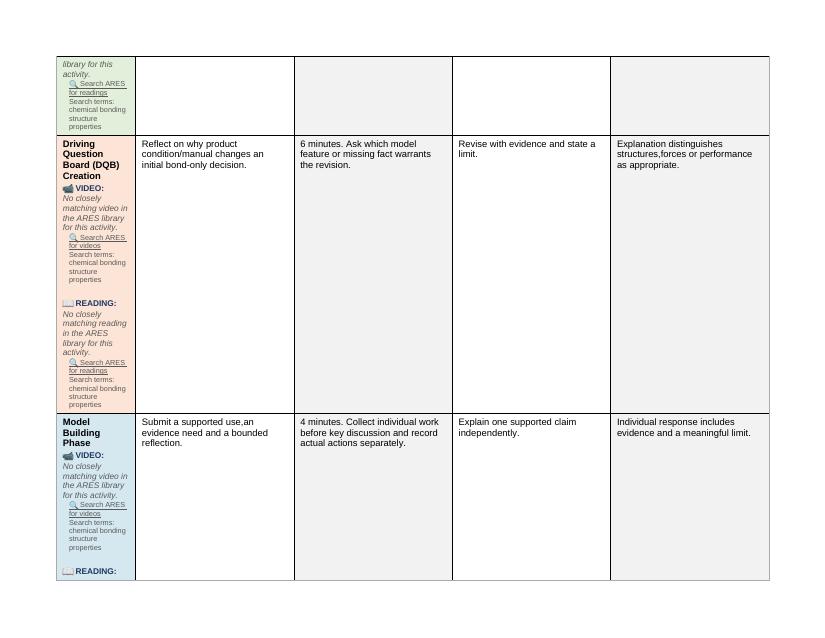 library for this
activity.
🔍 Search ARES
for readings
Search terms:
chemical bonding
structure
properties
Driving
Question
Board (DQB)
Creation
📹 VIDEO:
No closely
matching video in
the ARES library
for this activity.
🔍 Search ARES
for videos
Search terms:
chemical bonding
structure
properties
📖 READING:
No closely
matching reading
in the ARES
library for this
activity.
🔍 Search ARES
for readings
Search terms:
chemical bonding
structure
properties
Reflect on why product
condition/manual changes an
initial bond-only decision.
6 minutes. Ask which model
feature or missing fact warrants
the revision.
Revise with evidence and state a
limit.
Explanation distinguishes
structures,forces or performance
as appropriate.
Model
Building
Phase
📹 VIDEO:
No closely
matching video in
the ARES library
for this activity.
🔍 Search ARES
for videos
Search terms:
chemical bonding
structure
properties
📖 READING:
Submit a supported use,an
evidence need and a bounded
reflection.
4 minutes. Collect individual work
before key discussion and record
actual actions separately.
Explain one supported claim
independently.
Individual response includes
evidence and a meaningful limit.